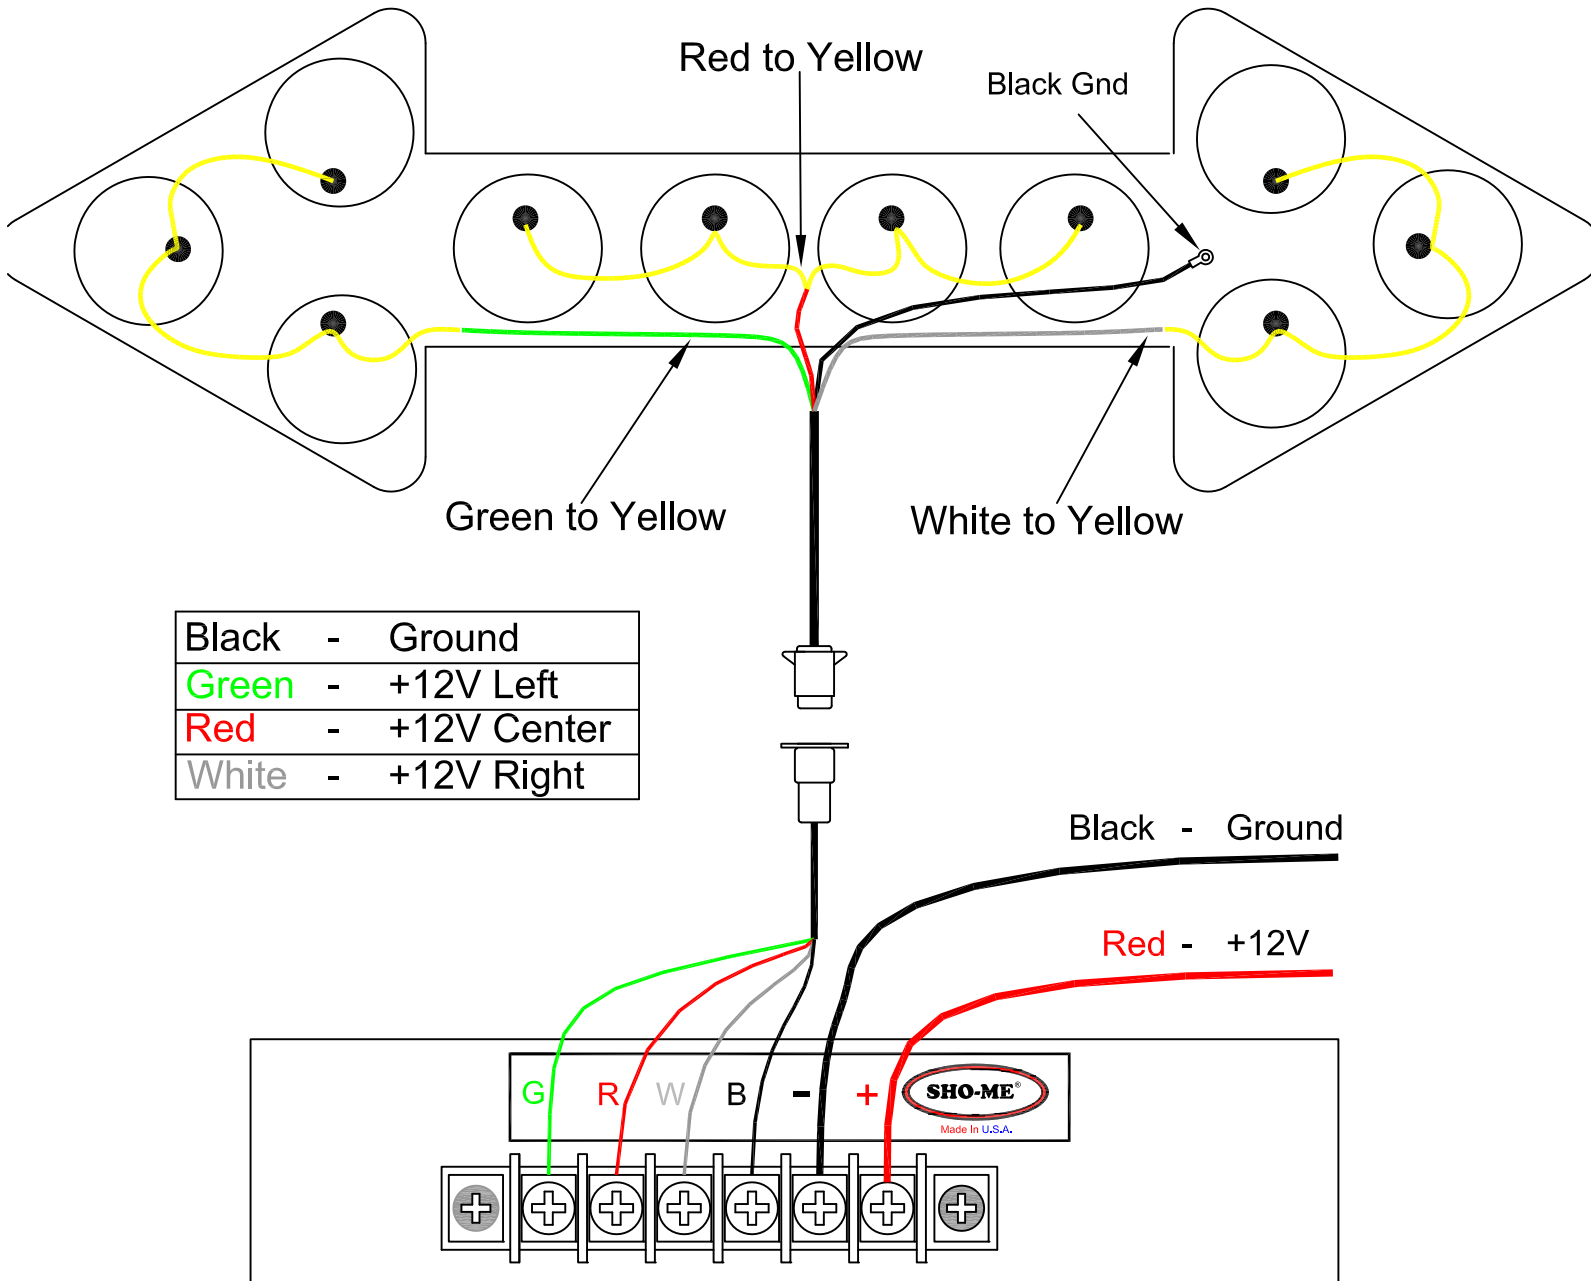 Red to Yellow
Black Gnd
Green to Yellow
White to Yellow
Black - Ground
Green - +12V Left
Red - +12V Center
White - +12V Right
Black - Ground
Red - +12V
G R W B - +
SHO-ME®
Made In U.S.A.